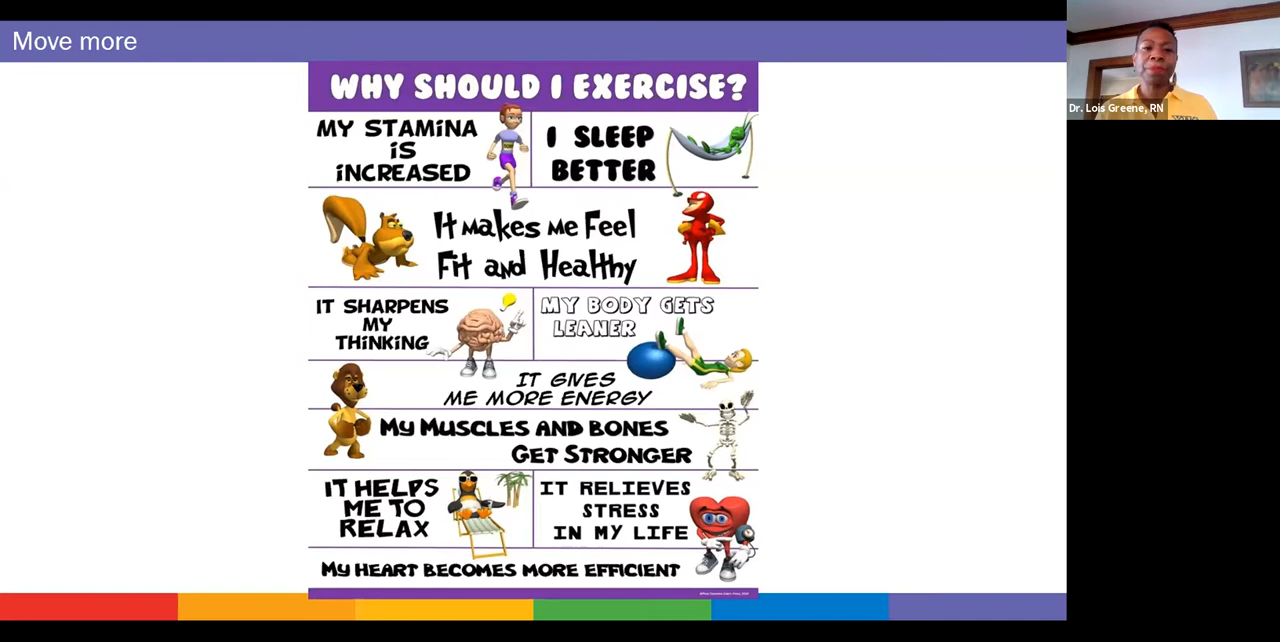 Move more
Dr. Lois Greene, RN
WHY SHOULD I EXERCISE?
MY STAMINA
IS
INCREASED
I SLEEP
BETTER
It makes me Feel
Fit and Healthy
IT SHARPENS
MY
THINKING
MY BODY GETS
LEANER
IT GIVES
ME MORE ENERGY
My Muscles and bones
Get Stronger
IT HELPS
ME TO
RELAX
IT RELIEVES
STRESS
IN MY LIFE
MY HEART BECOMES MORE EFFICIENT